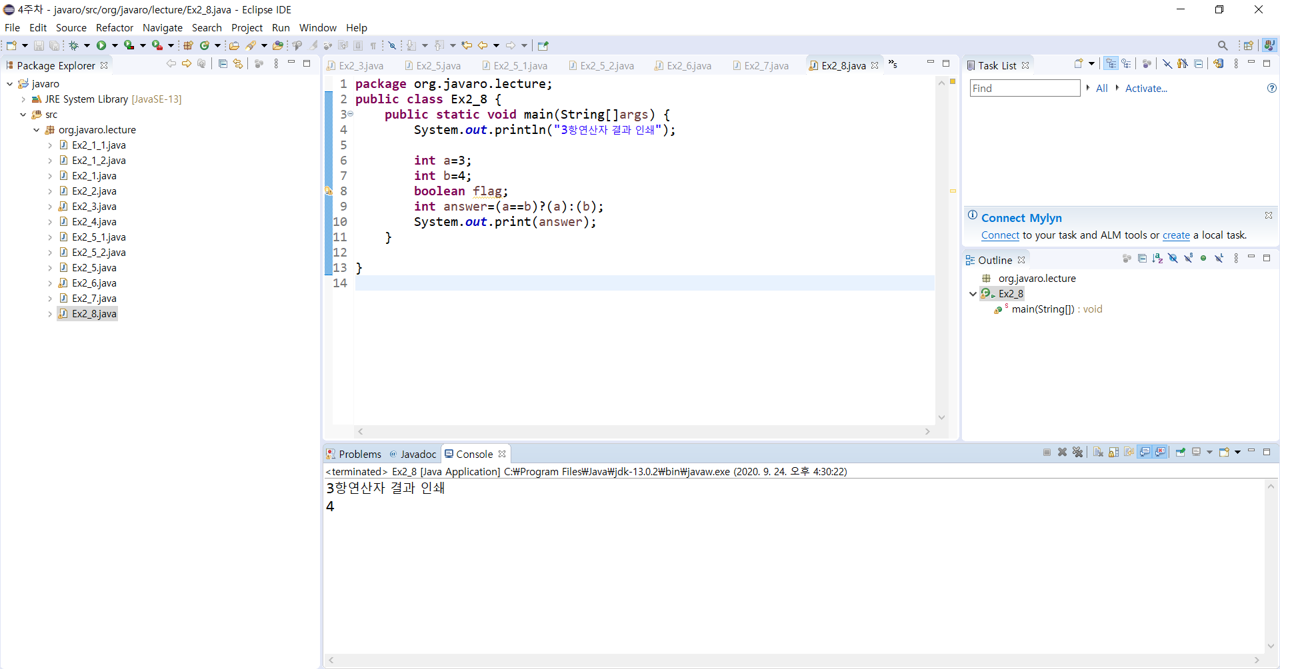 4주차 - javaro/src/org/javaro/lecture/Ex2_8.java - Eclipse IDE
File Edit Source Refactor Navigate Search Project Run Window Help
Package Explorer
javaro
JRE System Library [JavaSE-13]
src
org.javaro.lecture
Ex2_1_1.java
Ex2_1_2.java
Ex2_1.java
Ex2_2.java
Ex2_3.java
Ex2_4.java
Ex2_5_1.java
Ex2_5_2.java
Ex2_5.java
Ex2_6.java
Ex2_7.java
Ex2_8.java
Ex2_3.java Ex2_5.java Ex2_5_1.java Ex2_5_2.java Ex2_6.java Ex2_7.java Ex2_8.java »5
1 package org.javaro.lecture;
2 public class Ex2_8 {
3 public static void main(String[]args) {
4 System.out.println("3항연산자 결과 인쇄");
5
6 int a=3;
7 int b=4;
8 boolean flag;
9 int answer=(a==b)?(a):(b);
10 System.out.print(answer);
11 }
12
13 }
14
Task List
Find All Activate...
Connect Mylyn
Connect to your task and ALM tools or create a local task.
Outline
org.javaro.lecture
Ex2_8
main(String[]) : void
Problems Javadoc Console
<terminated> Ex2_8 [Java Application] C:₩Program Files₩Java₩jdk-13.0.2₩bin₩javaw.exe (2020. 9. 24. 오후 4:30:22)
3항연산자 결과 인쇄
4